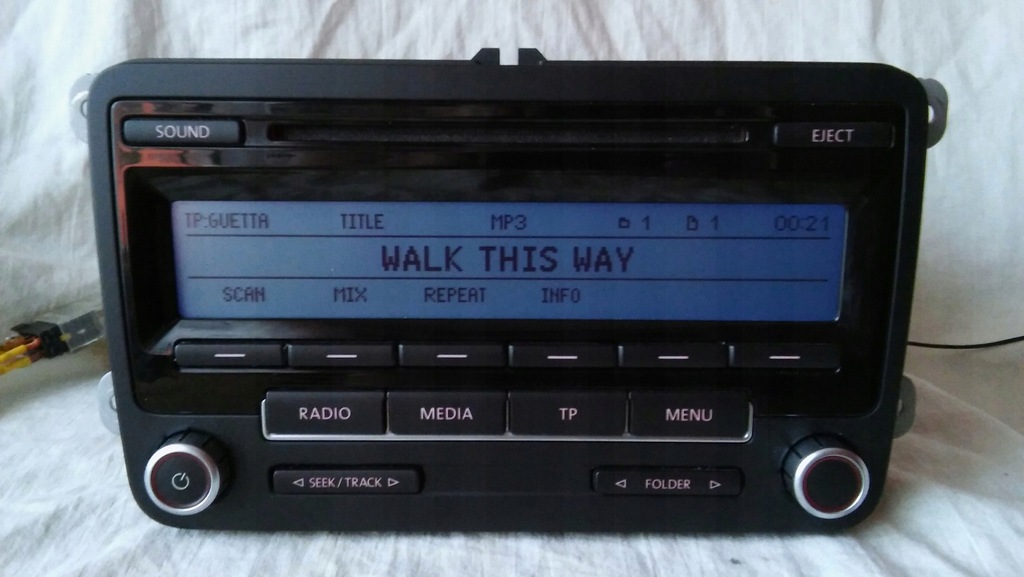 SOUND EJECT
TP:GUETTA TITLE MP3 1 1 00:21
WALK THIS WAY
SCAN MIX REPEAT INFO
RADIO MEDIA TP MENU
SEEK/TRACK FOLDER